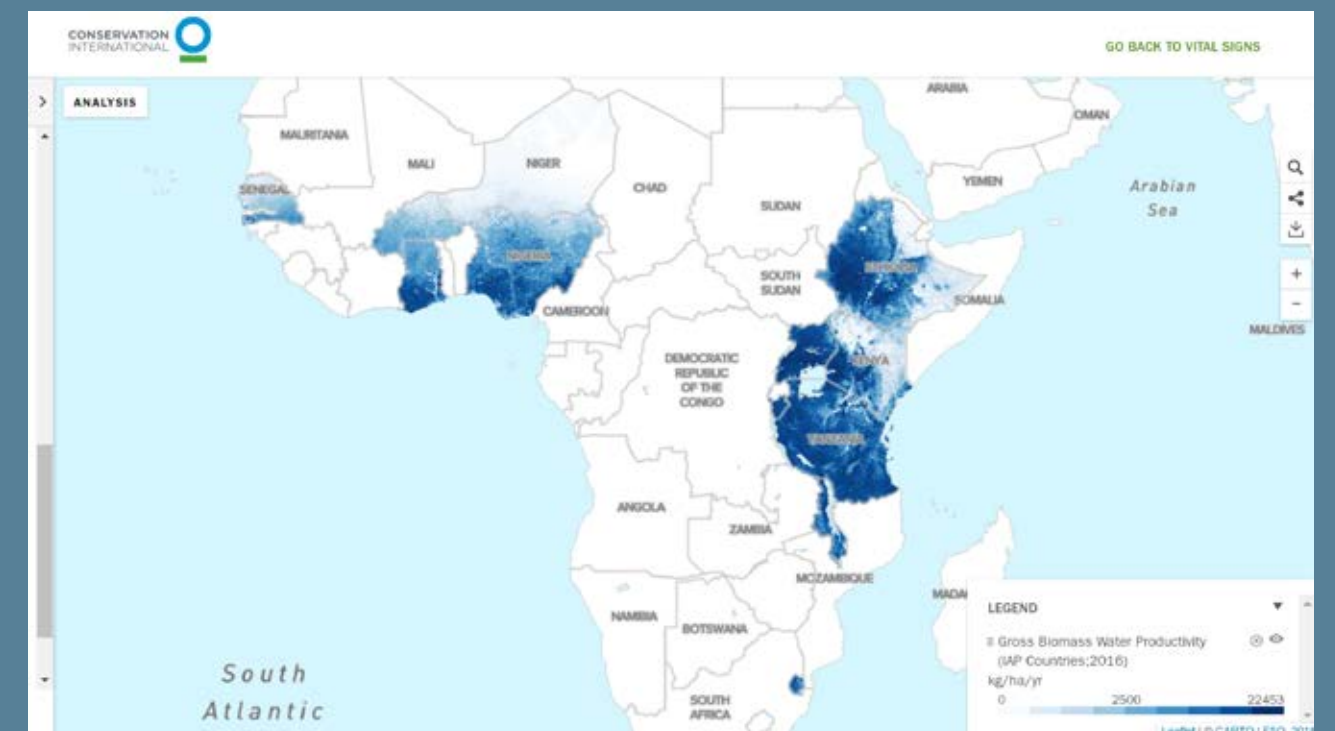 CONSERVATION
INTERNATIONAL
GO BACK TO VITAL SIGNS
ANALYSIS
ARABIA
OMAN
MAURITANIA
MALI
NIGER
CHAD
YEMEN
Arabian
Sea
SENEGAL
SUDAN
NIGERIA
ETHIOPIA
SOUTH
SUDAN
SOMALIA
CAMEROON
MALDIVES
DEMOCRATIC
REPUBLIC
OF THE
CONGO
KENYA
TANZANIA
ANGOLA
ZAMBIA
MOZAMBIQUE
MADA
NAMIBIA
BOTSWANA
South
Atlantic
SOUTH
AFRICA
LEGEND
Gross Biomass Water Productivity
(IAP Countries;2016)
kg/ha/yr
0 2500 22453